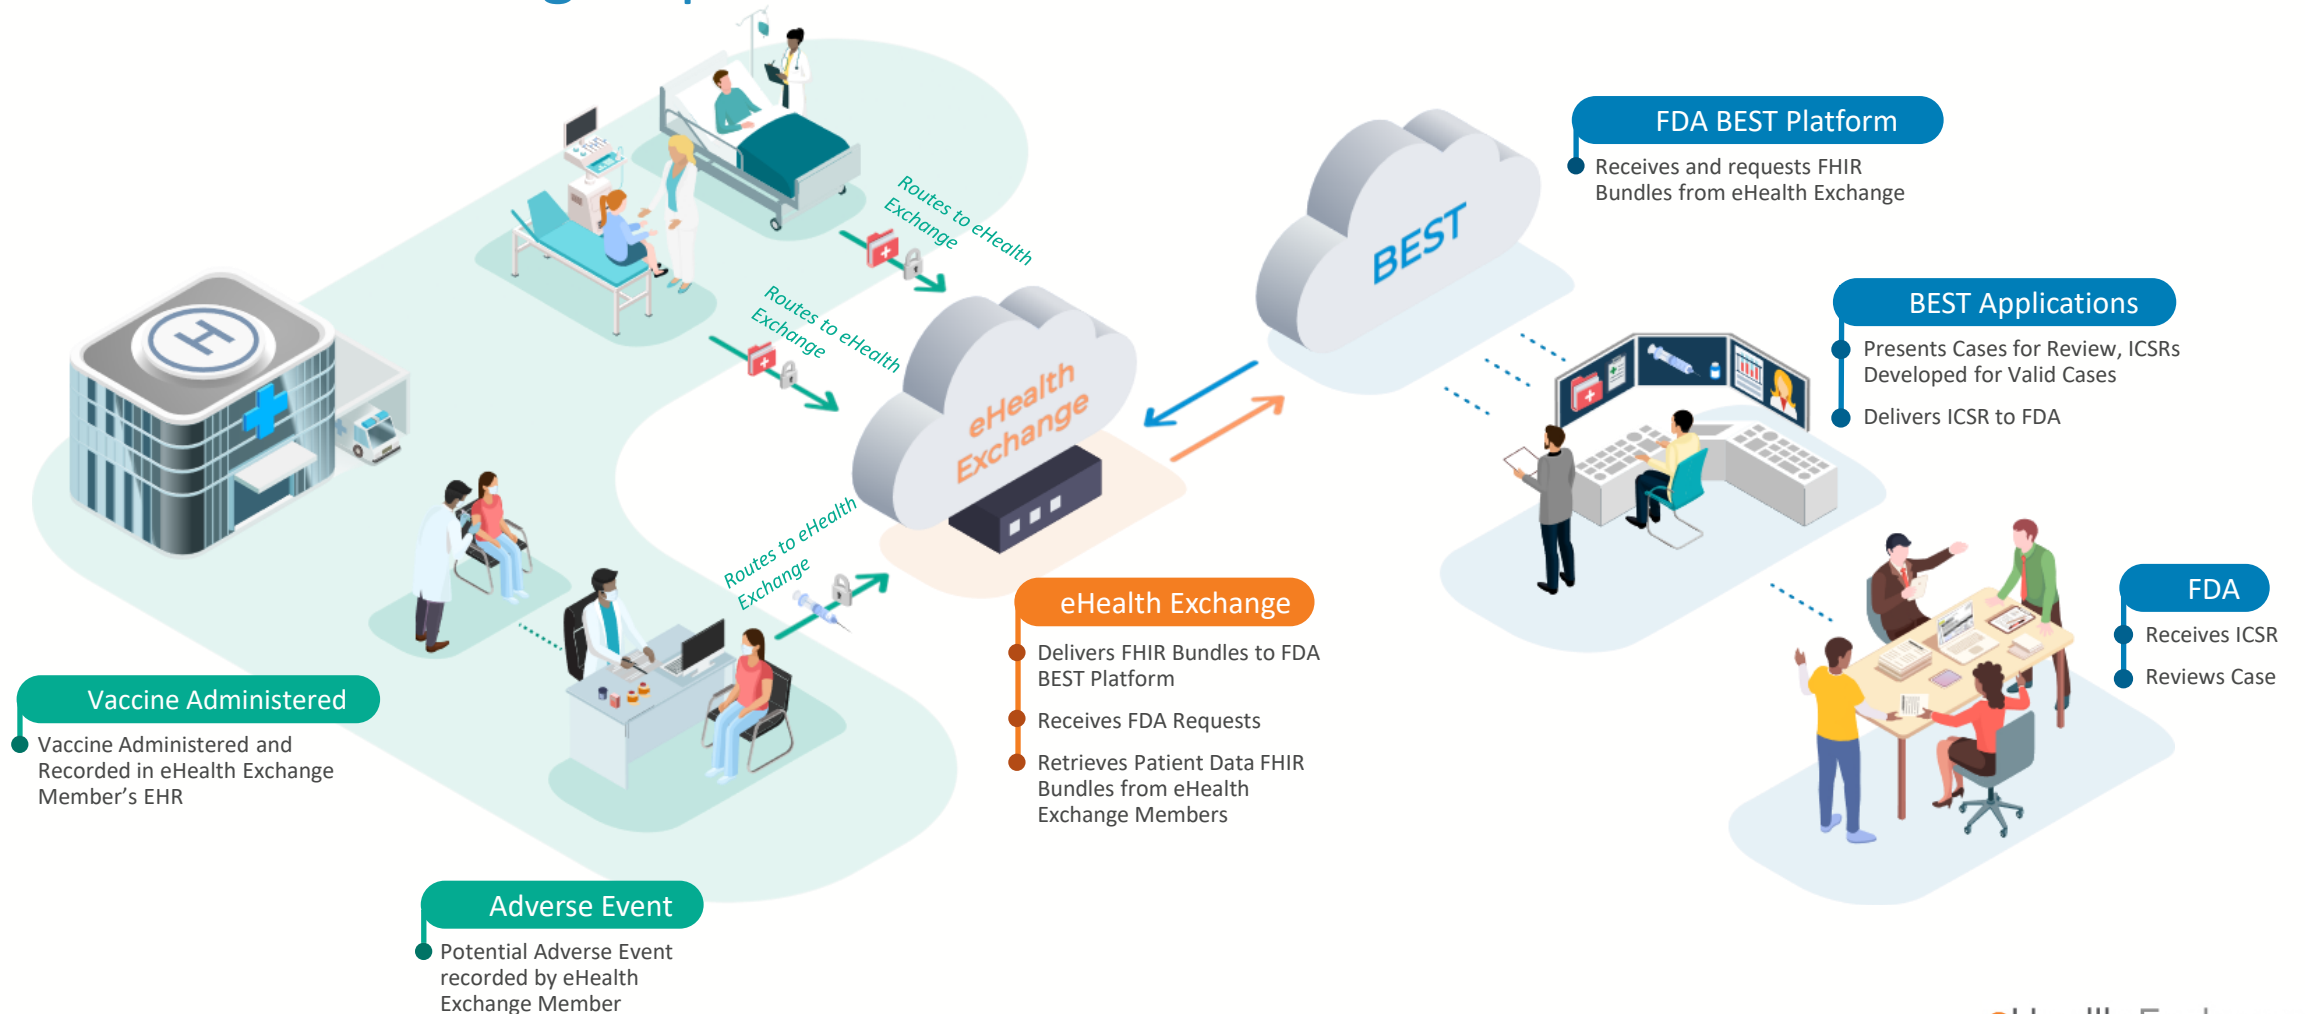 Routes to eHealth
Exchange
Routes to eHealth
Exchange
Routes to eHealth
Exchange
eHealth
Exchange
BEST
FDA BEST Platform
Receives and requests FHIR
Bundles from eHealth Exchange
BEST Applications
Presents Cases for Review, ICSRs
Developed for Valid Cases
Delivers ICSR to FDA
FDA
Receives ICSR
Reviews Case
eHealth Exchange
Delivers FHIR Bundles to FDA
BEST Platform
Receives FDA Requests
Retrieves Patient Data FHIR
Bundles from eHealth
Exchange Members
H
Vaccine Administered
Vaccine Administered and
Recorded in eHealth Exchange
Member’s EHR
Adverse Event
Potential Adverse Event
recorded by eHealth
Exchange Member